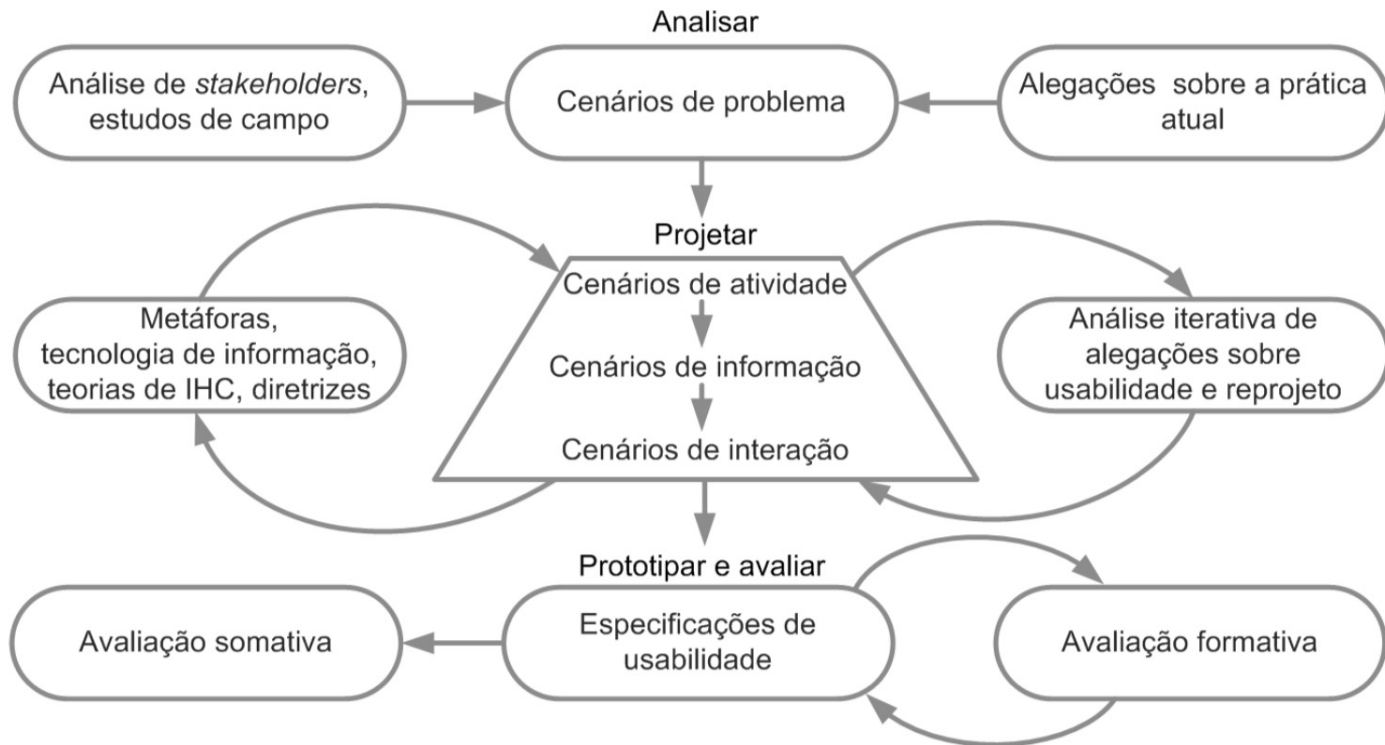 Analisar
Análise de stakeholders,
estudos de campo
Cenários de problema
Alegações sobre a prática
atual
Projetar
Cenários de atividade
Cenários de informação
Cenários de interação
Metáforas,
tecnologia de informação,
teorias de IHC, diretrizes
Análise iterativa de
alegações sobre
usabilidade e reprojeto
Prototipar e avaliar
Avaliação somativa
Especificações de
usabilidade
Avaliação formativa